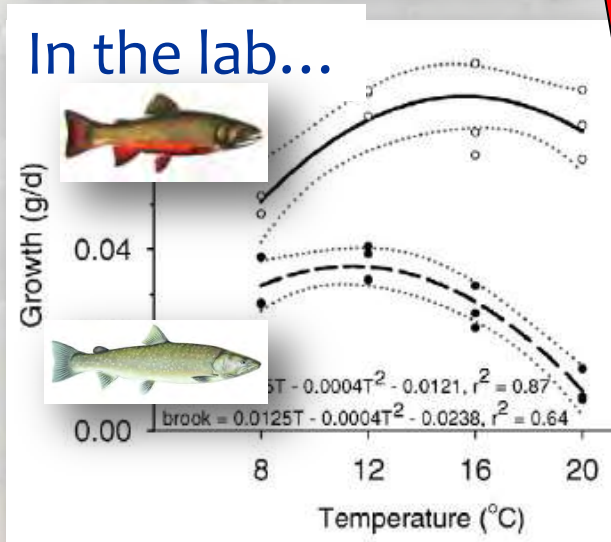 In the lab...
Growth (g/d)
0.04
T - 0.0004T² - 0.0121, r² = 0.87
brook = 0.0125T - 0.0004T² - 0.0238, r² = 0.64
0.00
8 12 16 20
Temperature (°C)